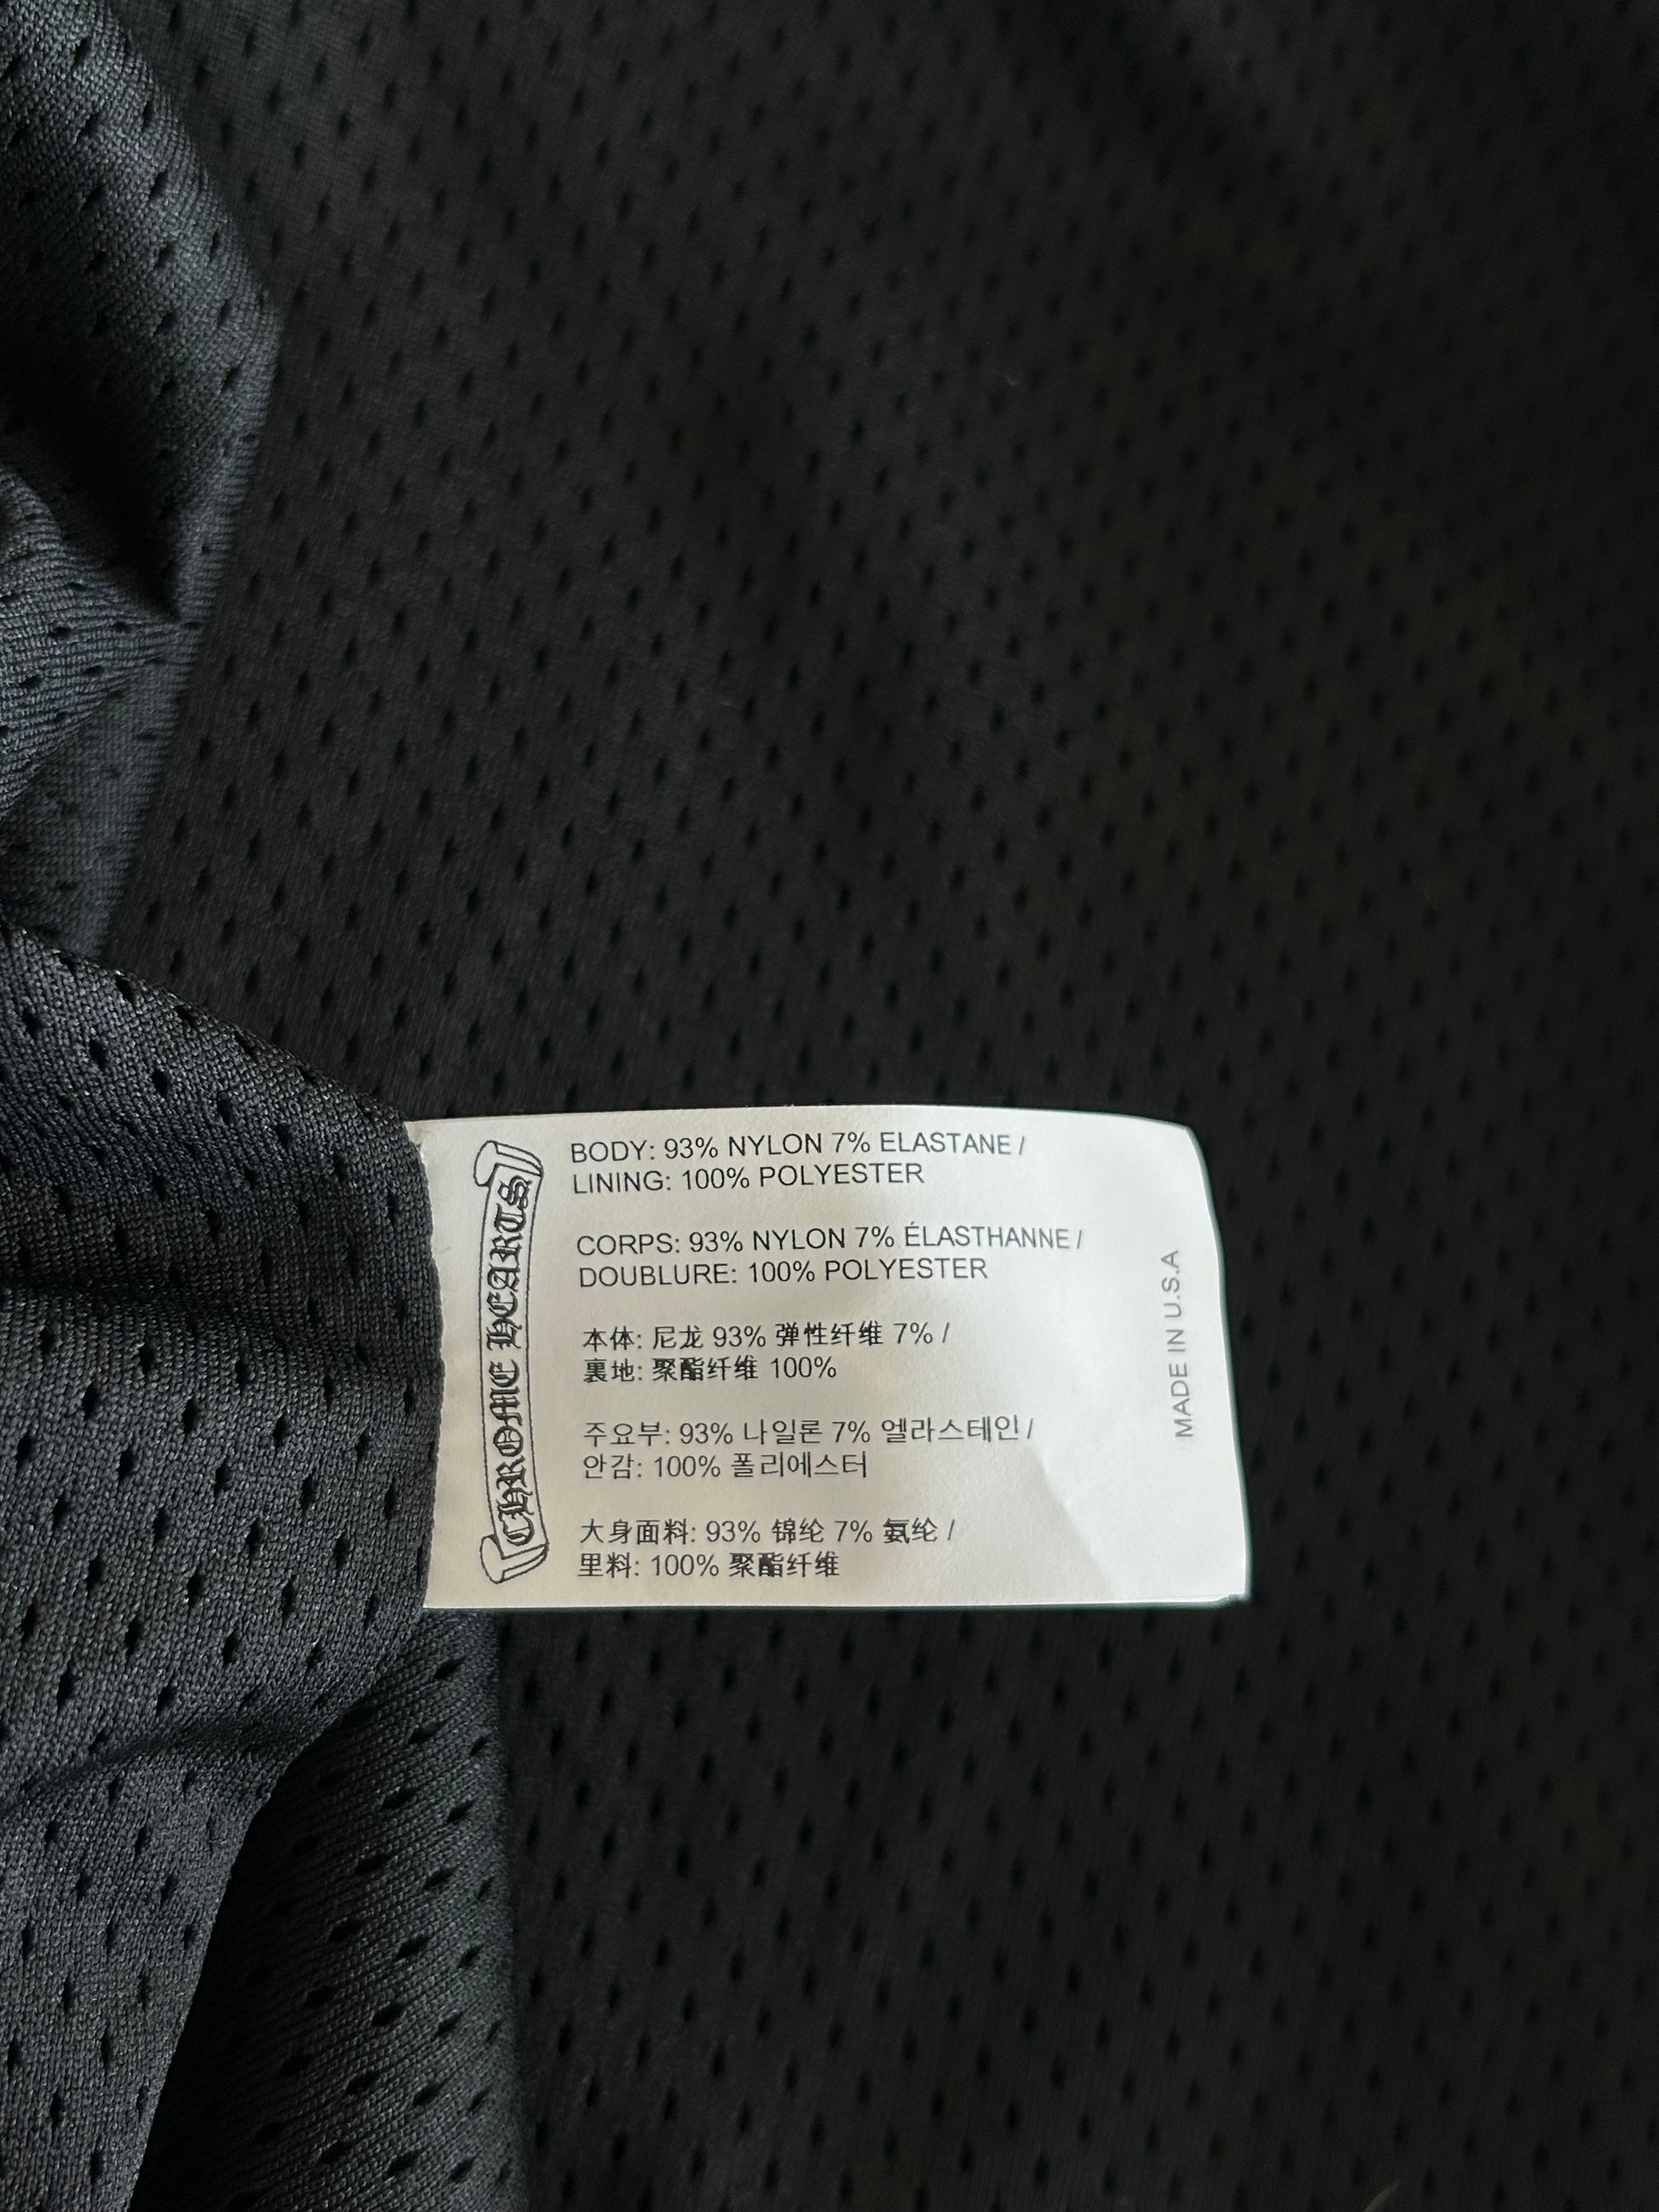 CHROME HEARTS
BODY: 93% NYLON 7% ELASTANE /
LINING: 100% POLYESTER
CORPS: 93% NYLON 7% ÉLASTHANNE /
DOUBLURE: 100% POLYESTER
本体: 尼龙 93% 弹性纤维 7% /
裏地: 聚酯纤维 100%
주요부: 93% 나일론 7% 엘라스테인 /
안감: 100% 폴리에스터
大身面料: 93% 锦纶 7% 氨纶 /
里料: 100% 聚酯纤维
MADE IN U.S.A